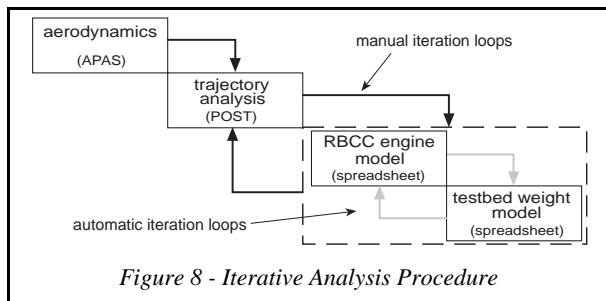 aerodynamics
(APAS)
manual iteration loops
trajectory
analysis
(POST)
RBCC engine
model
(spreadsheet)
testbed weight
model
(spreadsheet)
automatic iteration loops
Figure 8 - Iterative Analysis Procedure